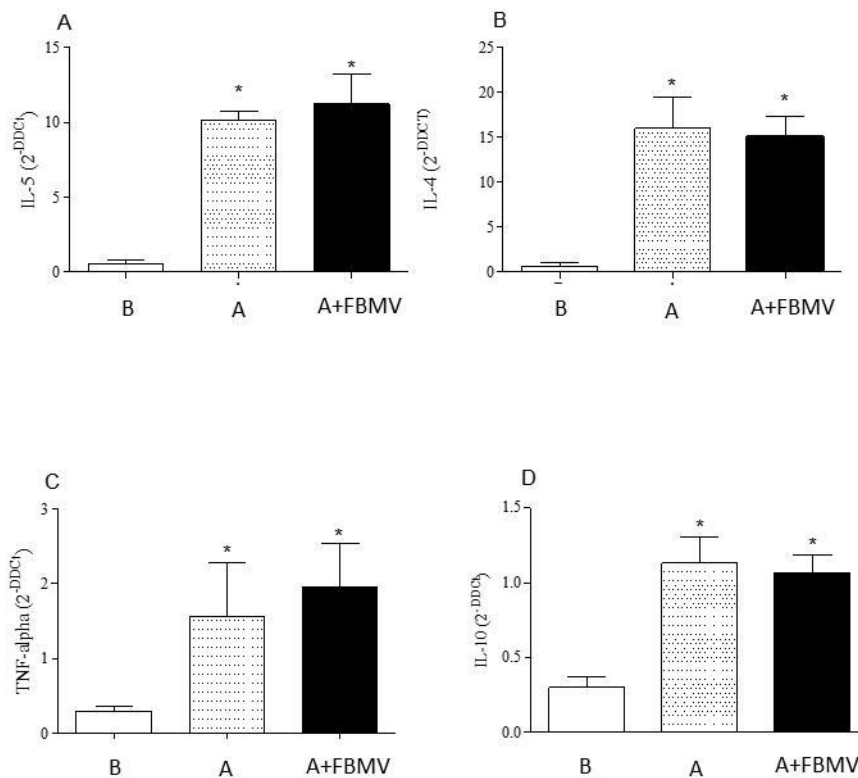 A
IL-5 (2-DDCt)
15
10
5
0
*
*
B
A
A+FBMV
B
IL-4 (2-DDCT)
25
20
15
10
5
0
*
*
B
A
A+FBMV
C
TNF-alpha (2-DDCt)
3
2
1
0
*
*
B
A
A+FBMV
D
IL-10 (2-DDCt)
1.5
1.0
0.5
0.0
*
*
B
A
A+FBMV